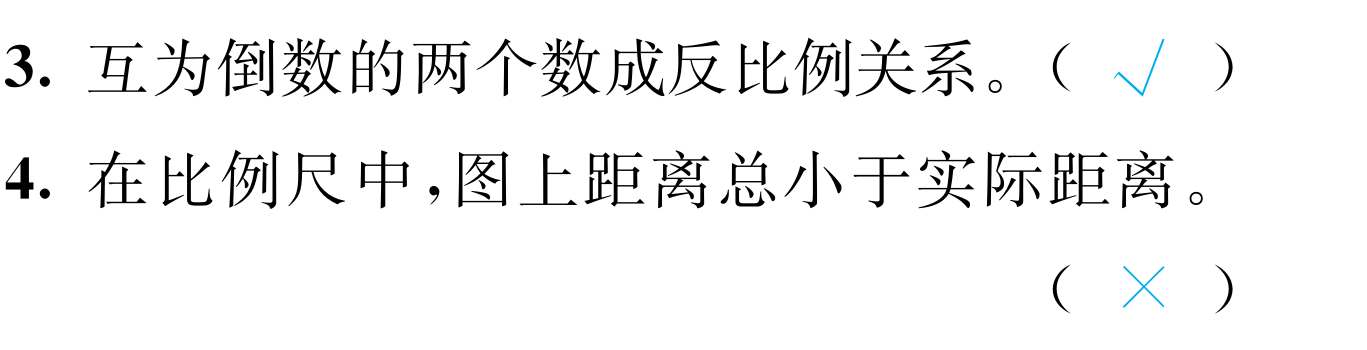 3. 互为倒数的两个数成反比例关系。( √ )
4. 在比例尺中,图上距离总小于实际距离。
( × )